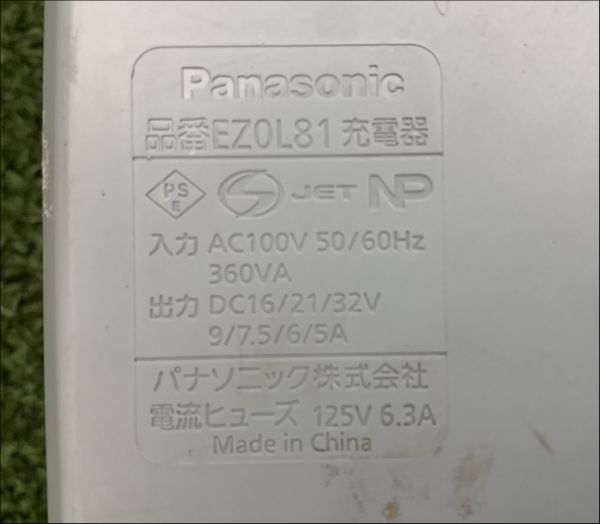 Panasonic
品番EZ0L81 充電器
PS E JET NP
入力 AC100V 50/60Hz
360VA
出力 DC16/21/32V
9/7.5/6/5A
パナソニック株式会社
電流ヒューズ 125V 6.3A
Made in China